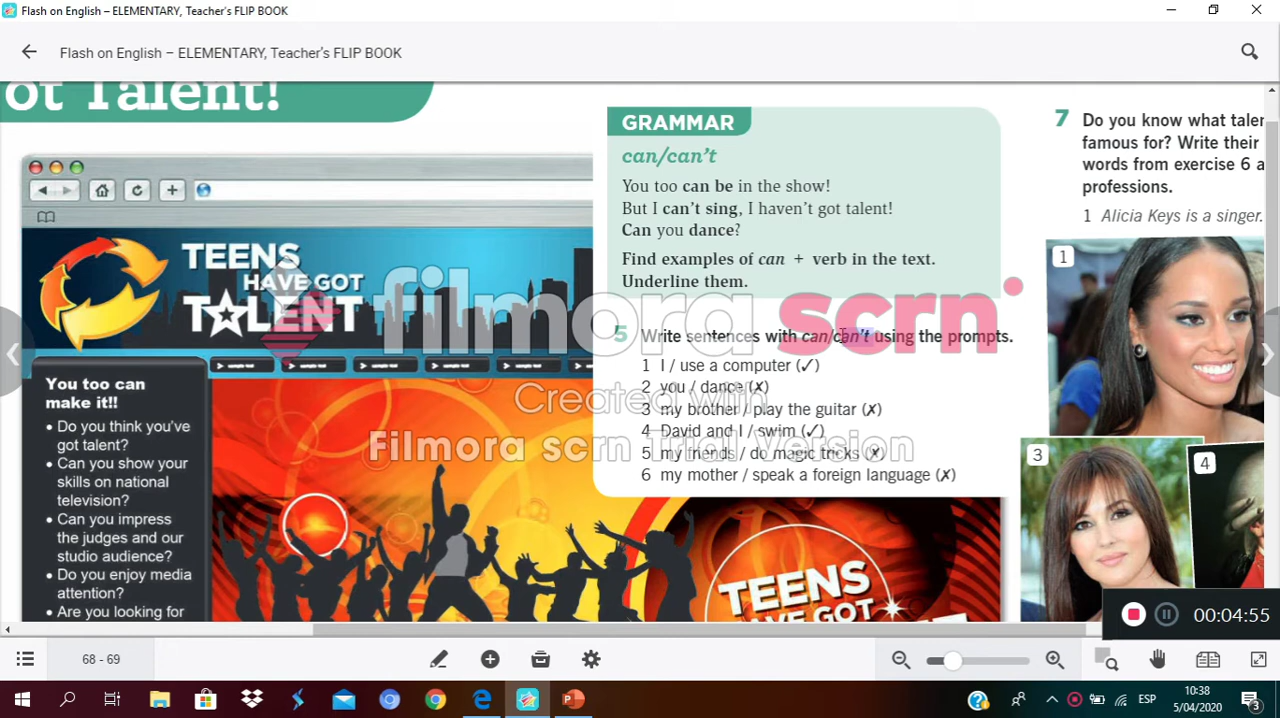 Flash on English – ELEMENTARY, Teacher's FLIP BOOK
Flash on English – ELEMENTARY, Teacher's FLIP BOOK
ot Talent!
TEENS
HAVE GOT
TALENT
You too can
make it!!
• Do you think you've
got talent?
• Can you show your
skills on national
television?
• Can you impress
the judges and our
studio audience?
• Do you enjoy media
attention?
• Are you looking for
TEENS
HAVE GOT
GRAMMAR
can/can't
You too can be in the show!
But I can't sing, I haven't got talent!
Can you dance?
Find examples of can + verb in the text.
Underline them.
5 Write sentences with can/can't using the prompts.
1 I / use a computer (✓)
2 you / dance (✗)
3 my brother / play the guitar (✗)
4 David and I / swim (✓)
5 my friends / do magic tricks (✗)
6 my mother / speak a foreign language (✗)
7 Do you know what
famous for? Write their
words from exercise 6
professions.
1 Alicia Keys is a singer.
1
3
4
filmora scrn
Created with
Filmora scrn Trial Version
00:04:55
68 - 69
ESP
10:38
5/04/2020
3